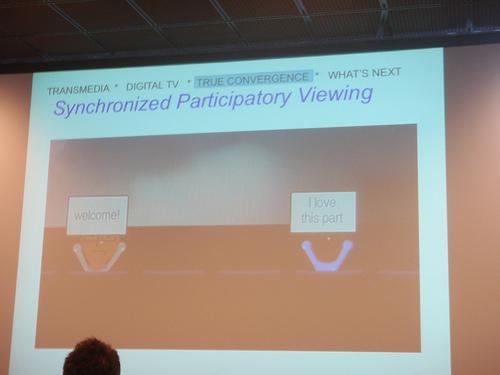 TRANSMEDIA * DIGITAL TV * TRUE CONVERGENCE * WHAT'S NEXT
Synchronized Participatory Viewing
welcome!
I love
this part